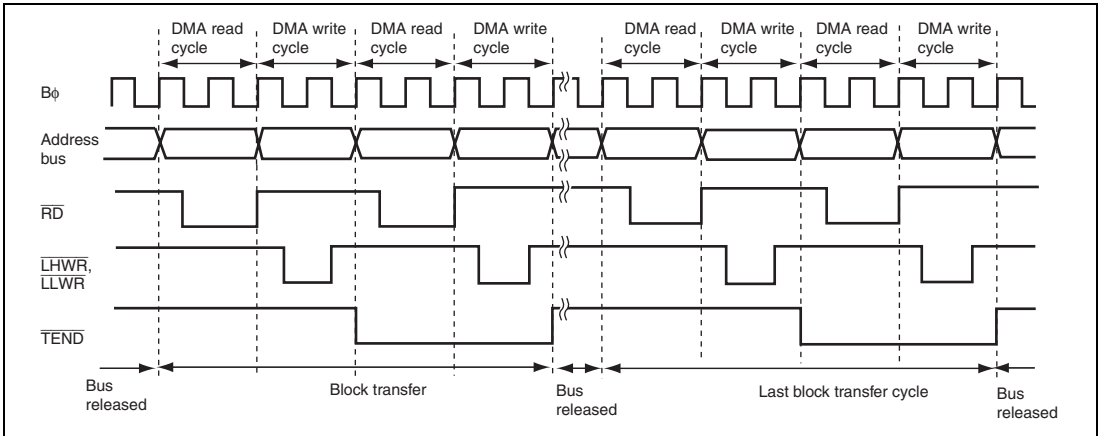 DMA read cycle
DMA write cycle
DMA read cycle
DMA write cycle
DMA read cycle
DMA write cycle
DMA read cycle
DMA write cycle
Bϕ
Address
bus
RD
LHWR,
LLWR
TEND
Bus
released
Block transfer
Bus
released
Last block transfer cycle
Bus
released